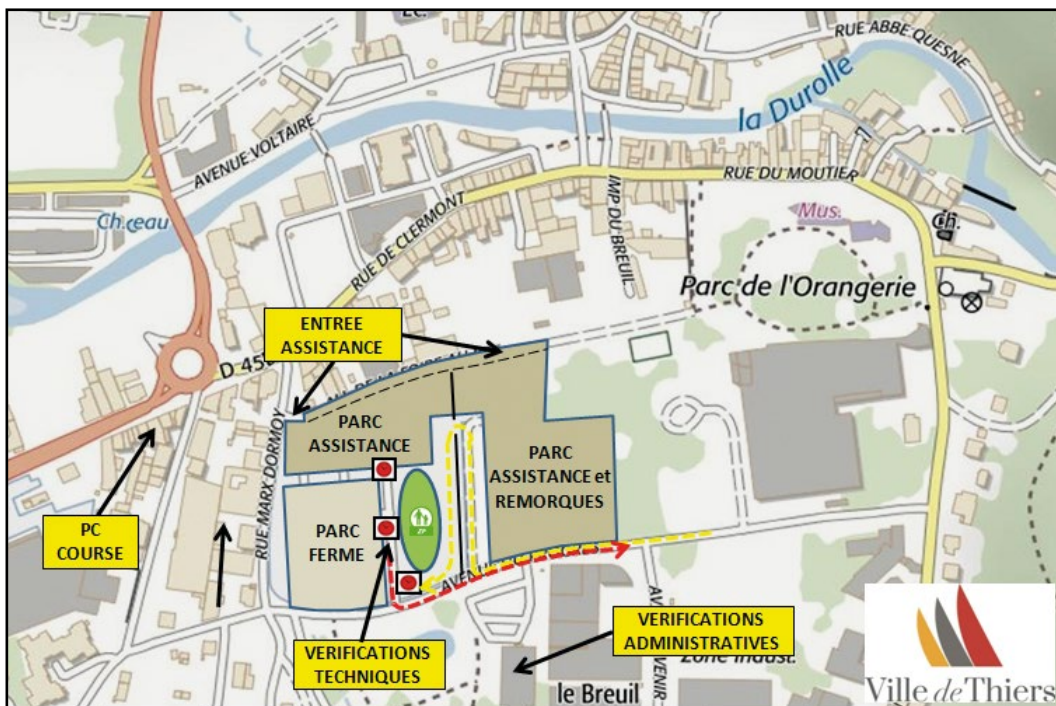 RUE ABBE QUESNE
la Durolle
AVENUE VOLTAIRE
RUE DU MOUTIER
Ch.ceau
RUE DE CLERMONT
IMP DU BREUIL
Mus.
Ch.
Parc de l'Orangerie
ENTREE
ASSISTANCE
PARC
ASSISTANCE
RUE MARX DORMOY
PARC
ASSISTANCE et
REMORQUES
PC
COURSE
PARC
FERME
ZP
VERIFICATIONS
TECHNIQUES
VERIFICATIONS
ADMINISTRATIVES
le Breuil
Ville de Thiers